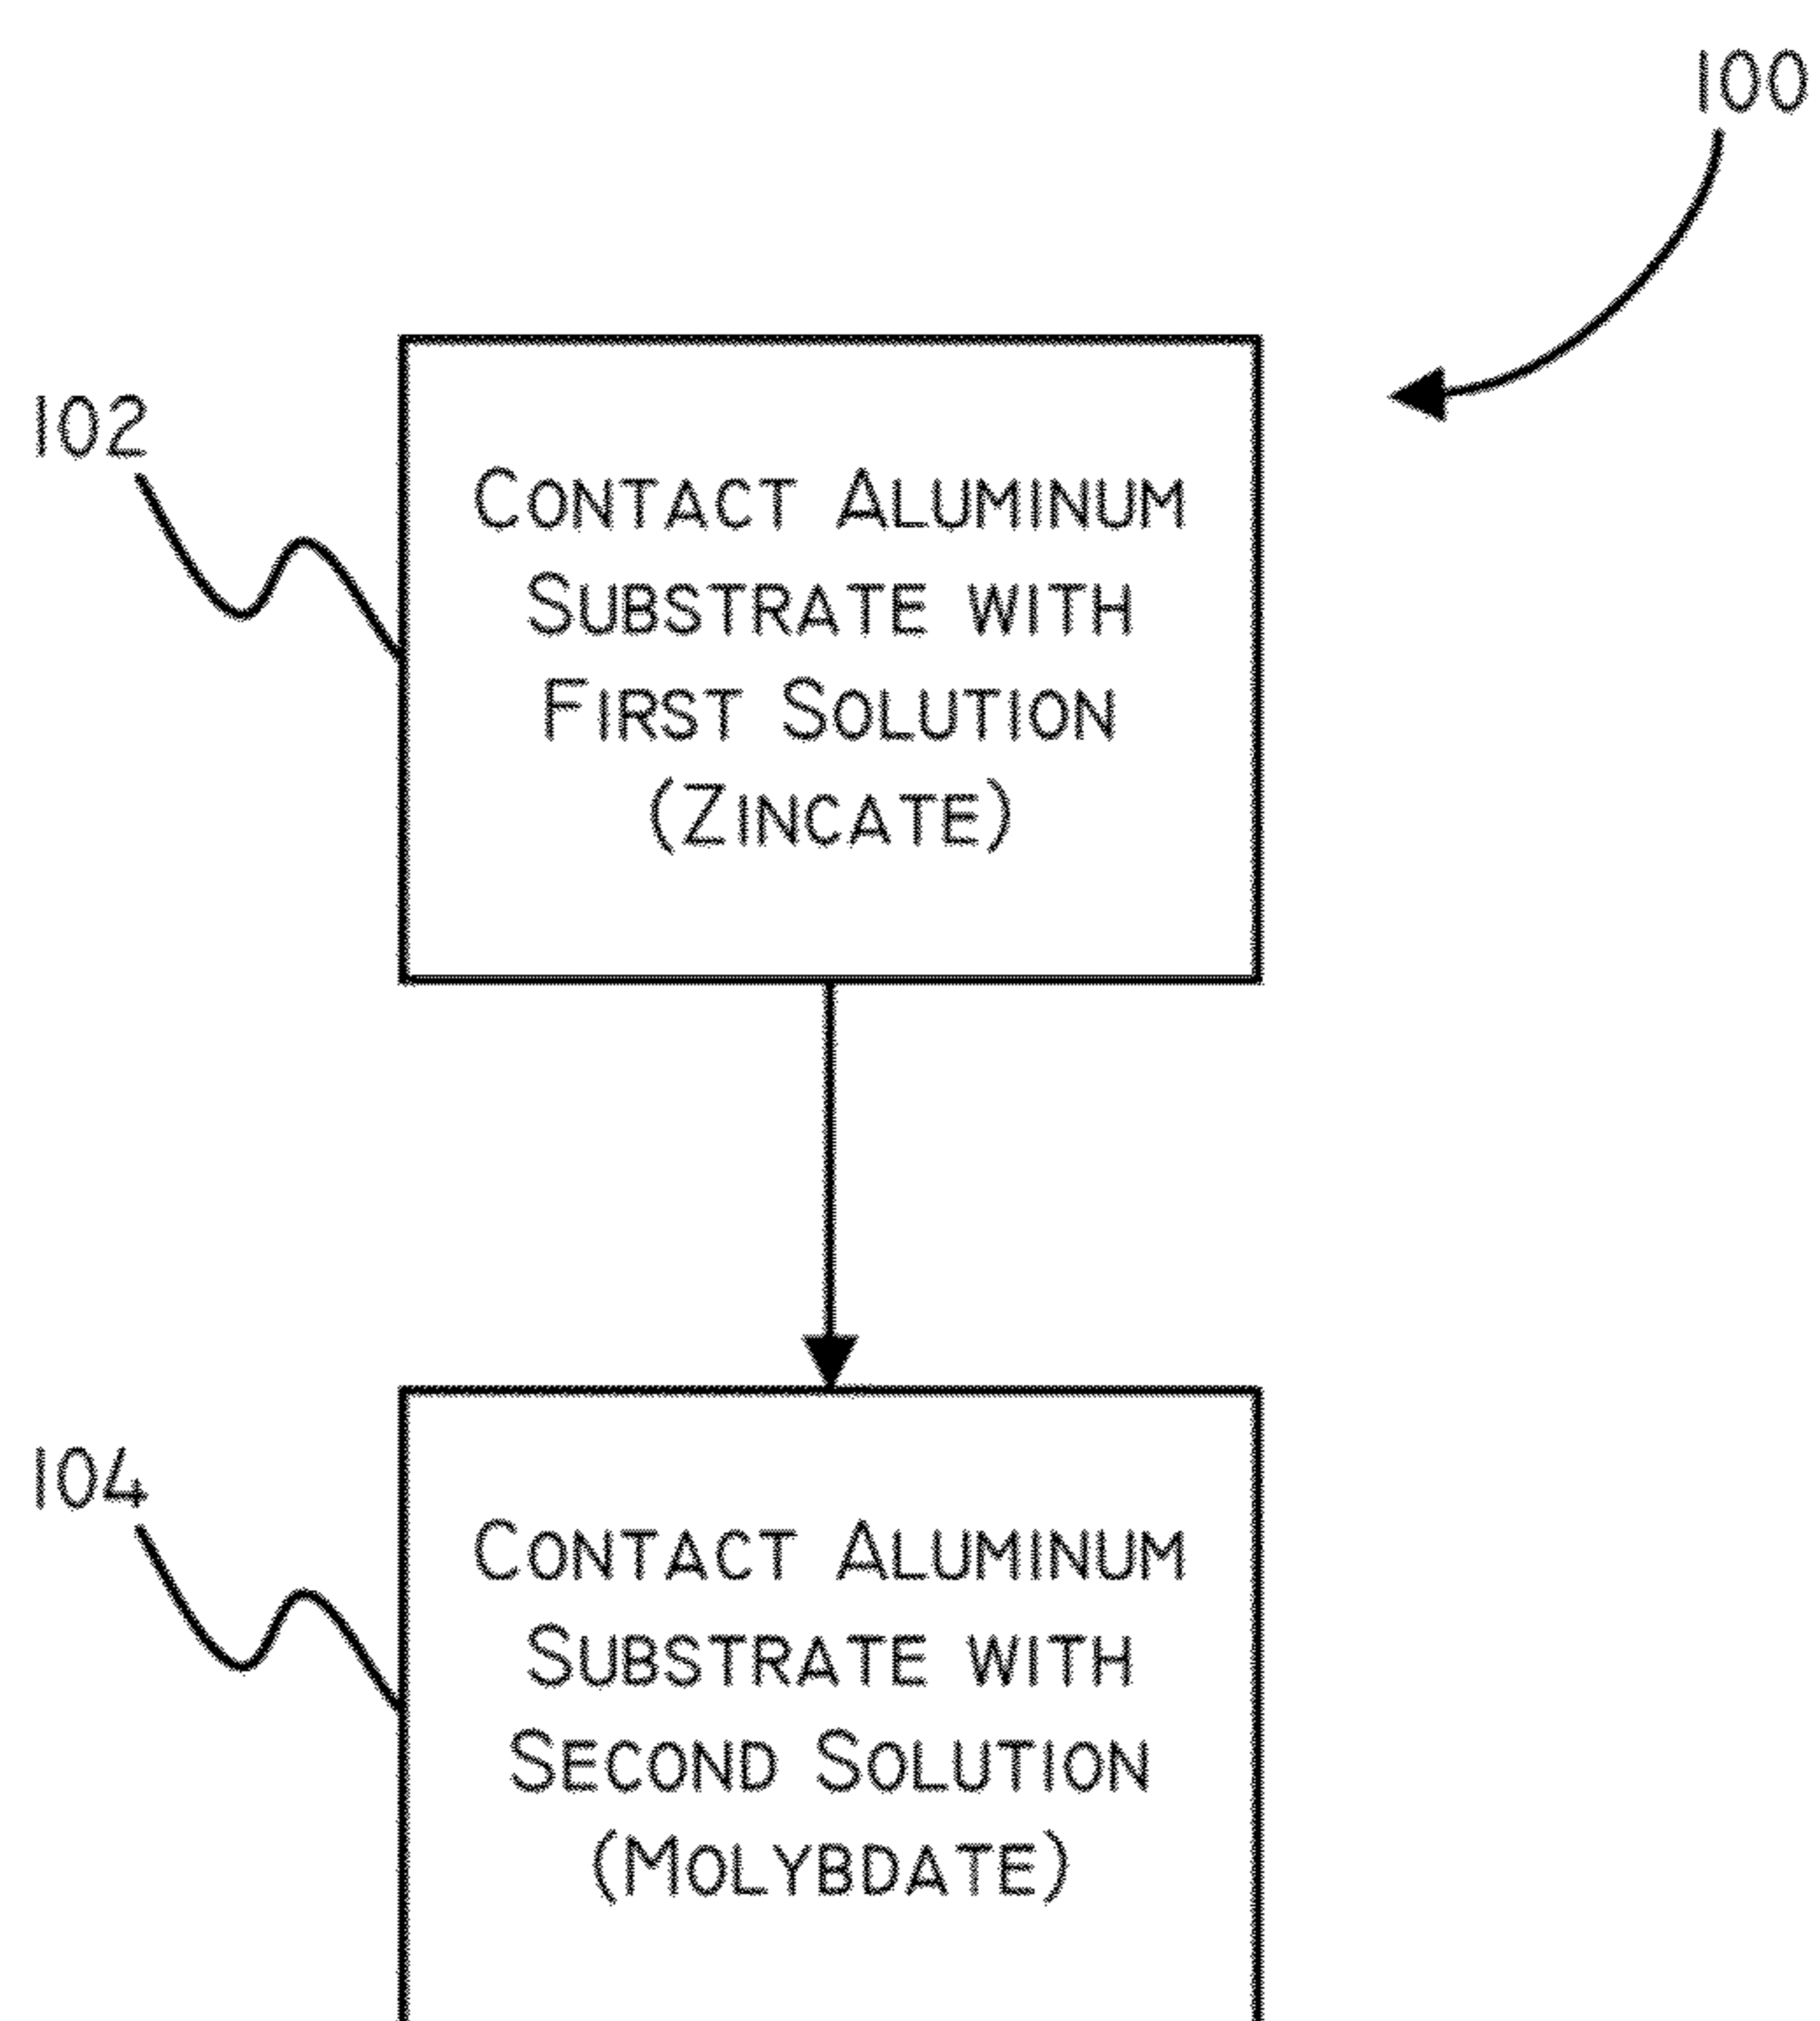 100
102
CONTACT ALUMINUM
SUBSTRATE WITH
FIRST SOLUTION
(ZINCATE)
104
CONTACT ALUMINUM
SUBSTRATE WITH
SECOND SOLUTION
(MOLYBDATE)